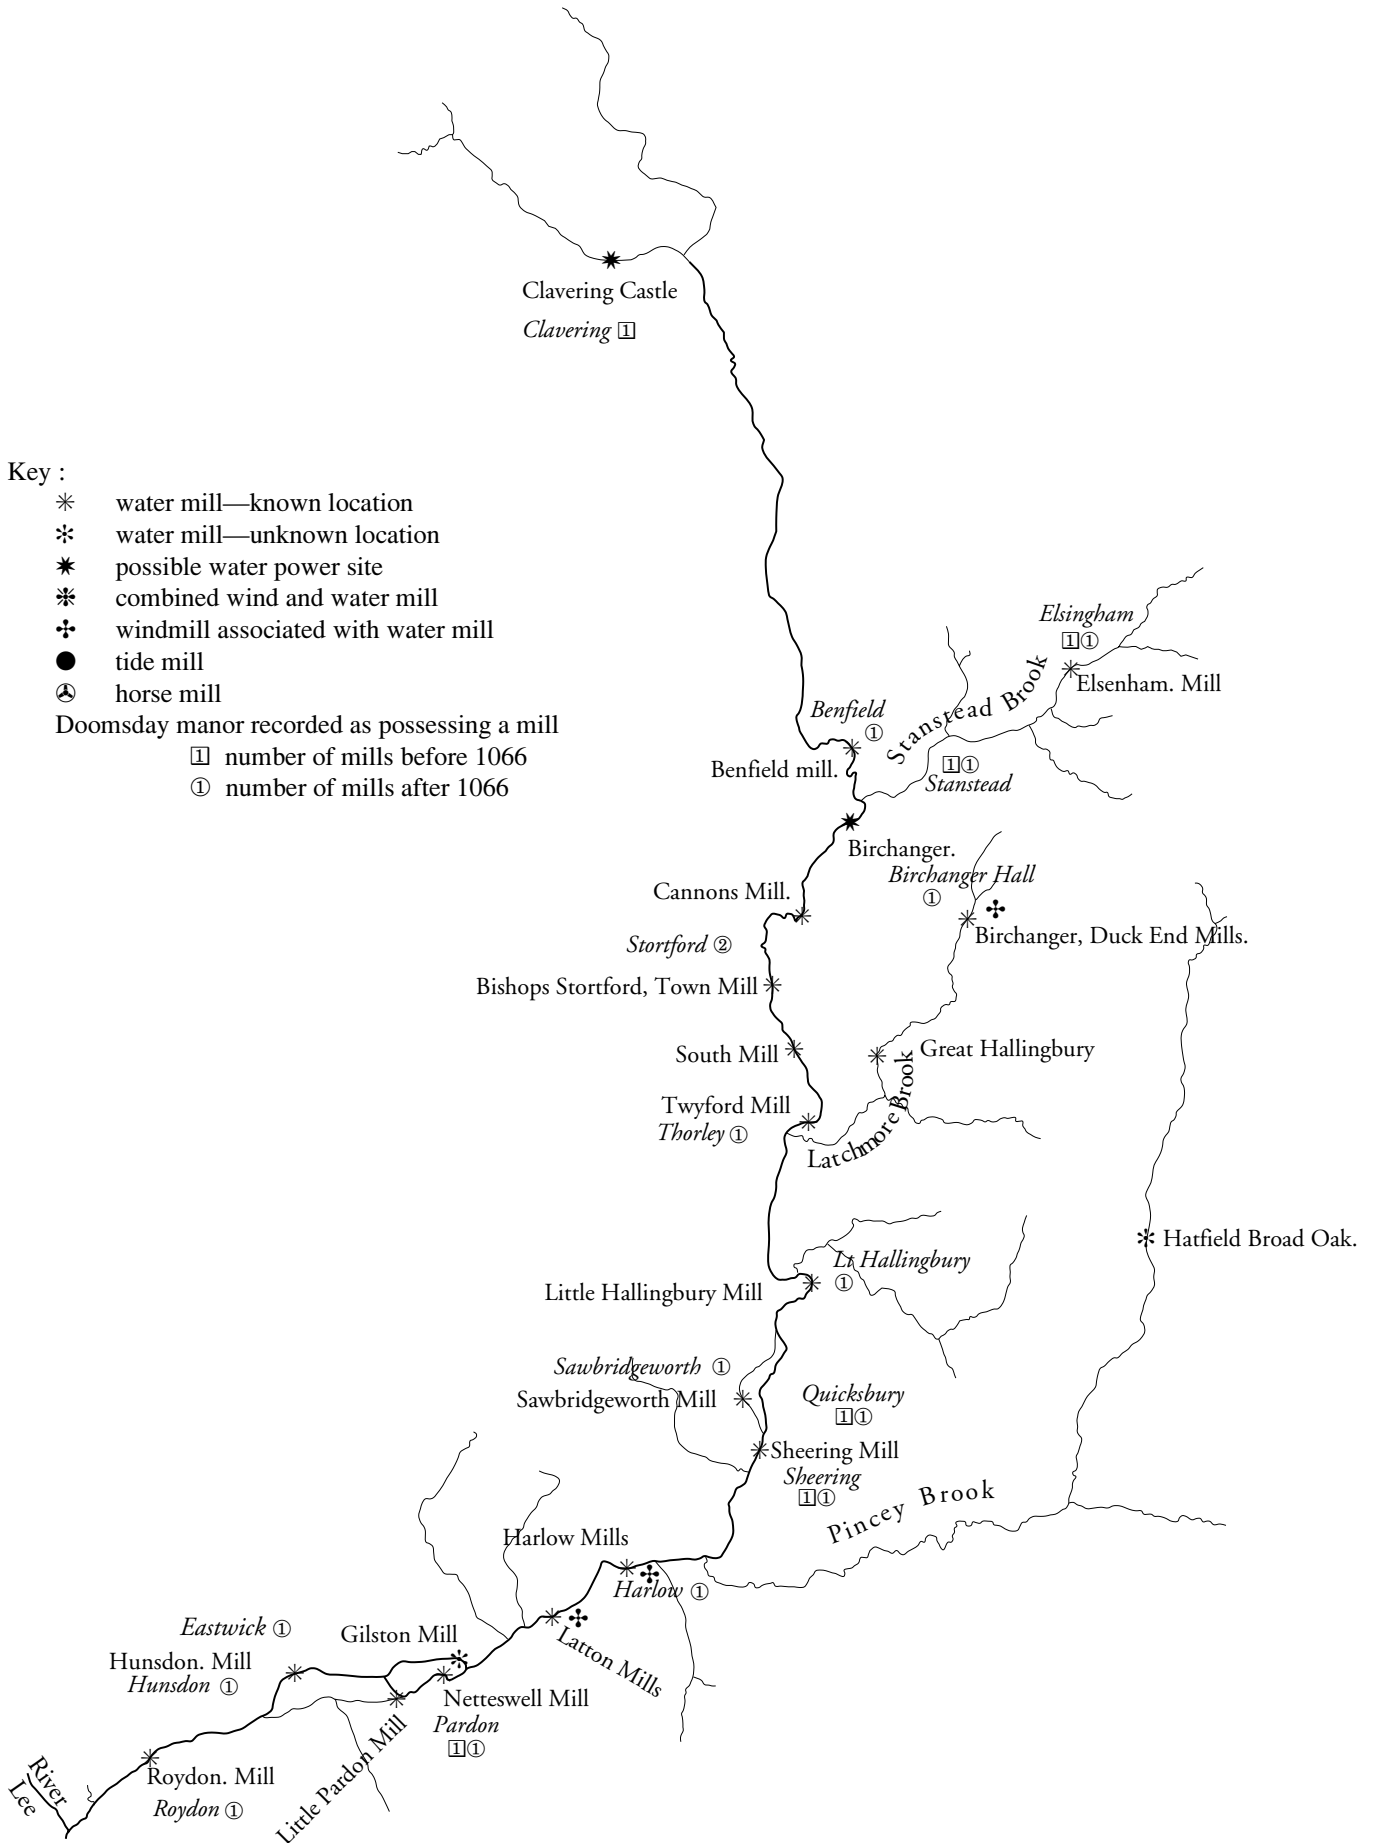 Clavering Castle
Clavering 1
Key :
✳ water mill—known location
✻ water mill—unknown location
✷ possible water power site
❉ combined wind and water mill
✣ windmill associated with water mill
● tide mill
✇ horse mill
Doomsday manor recorded as possessing a mill
1 number of mills before 1066
① number of mills after 1066
Elsingham
1①
Elsenham. Mill
Stanstead Brook
Benfield
①
Benfield mill.
1①
Stanstead
Birchanger.
Birchanger Hall
①
Cannons Mill.
Birchanger, Duck End Mills.
Stortford ②
Bishops Stortford, Town Mill
South Mill
Great Hallingbury
Twyford Mill
Thorley ①
Latchmore Brook
Hatfield Broad Oak.
Lt Hallingbury
①
Little Hallingbury Mill
Sawbridgeworth ①
Sawbridgeworth Mill
Quicksbury
1①
Sheering Mill
Sheering
1①
Pincey Brook
Harlow Mills
Harlow ①
Latton Mills
Eastwick ①
Gilston Mill
Hunsdon. Mill
Hunsdon ①
Netteswell Mill
Pardon
1①
Little Pardon Mill
Roydon. Mill
Roydon ①
River
Lee